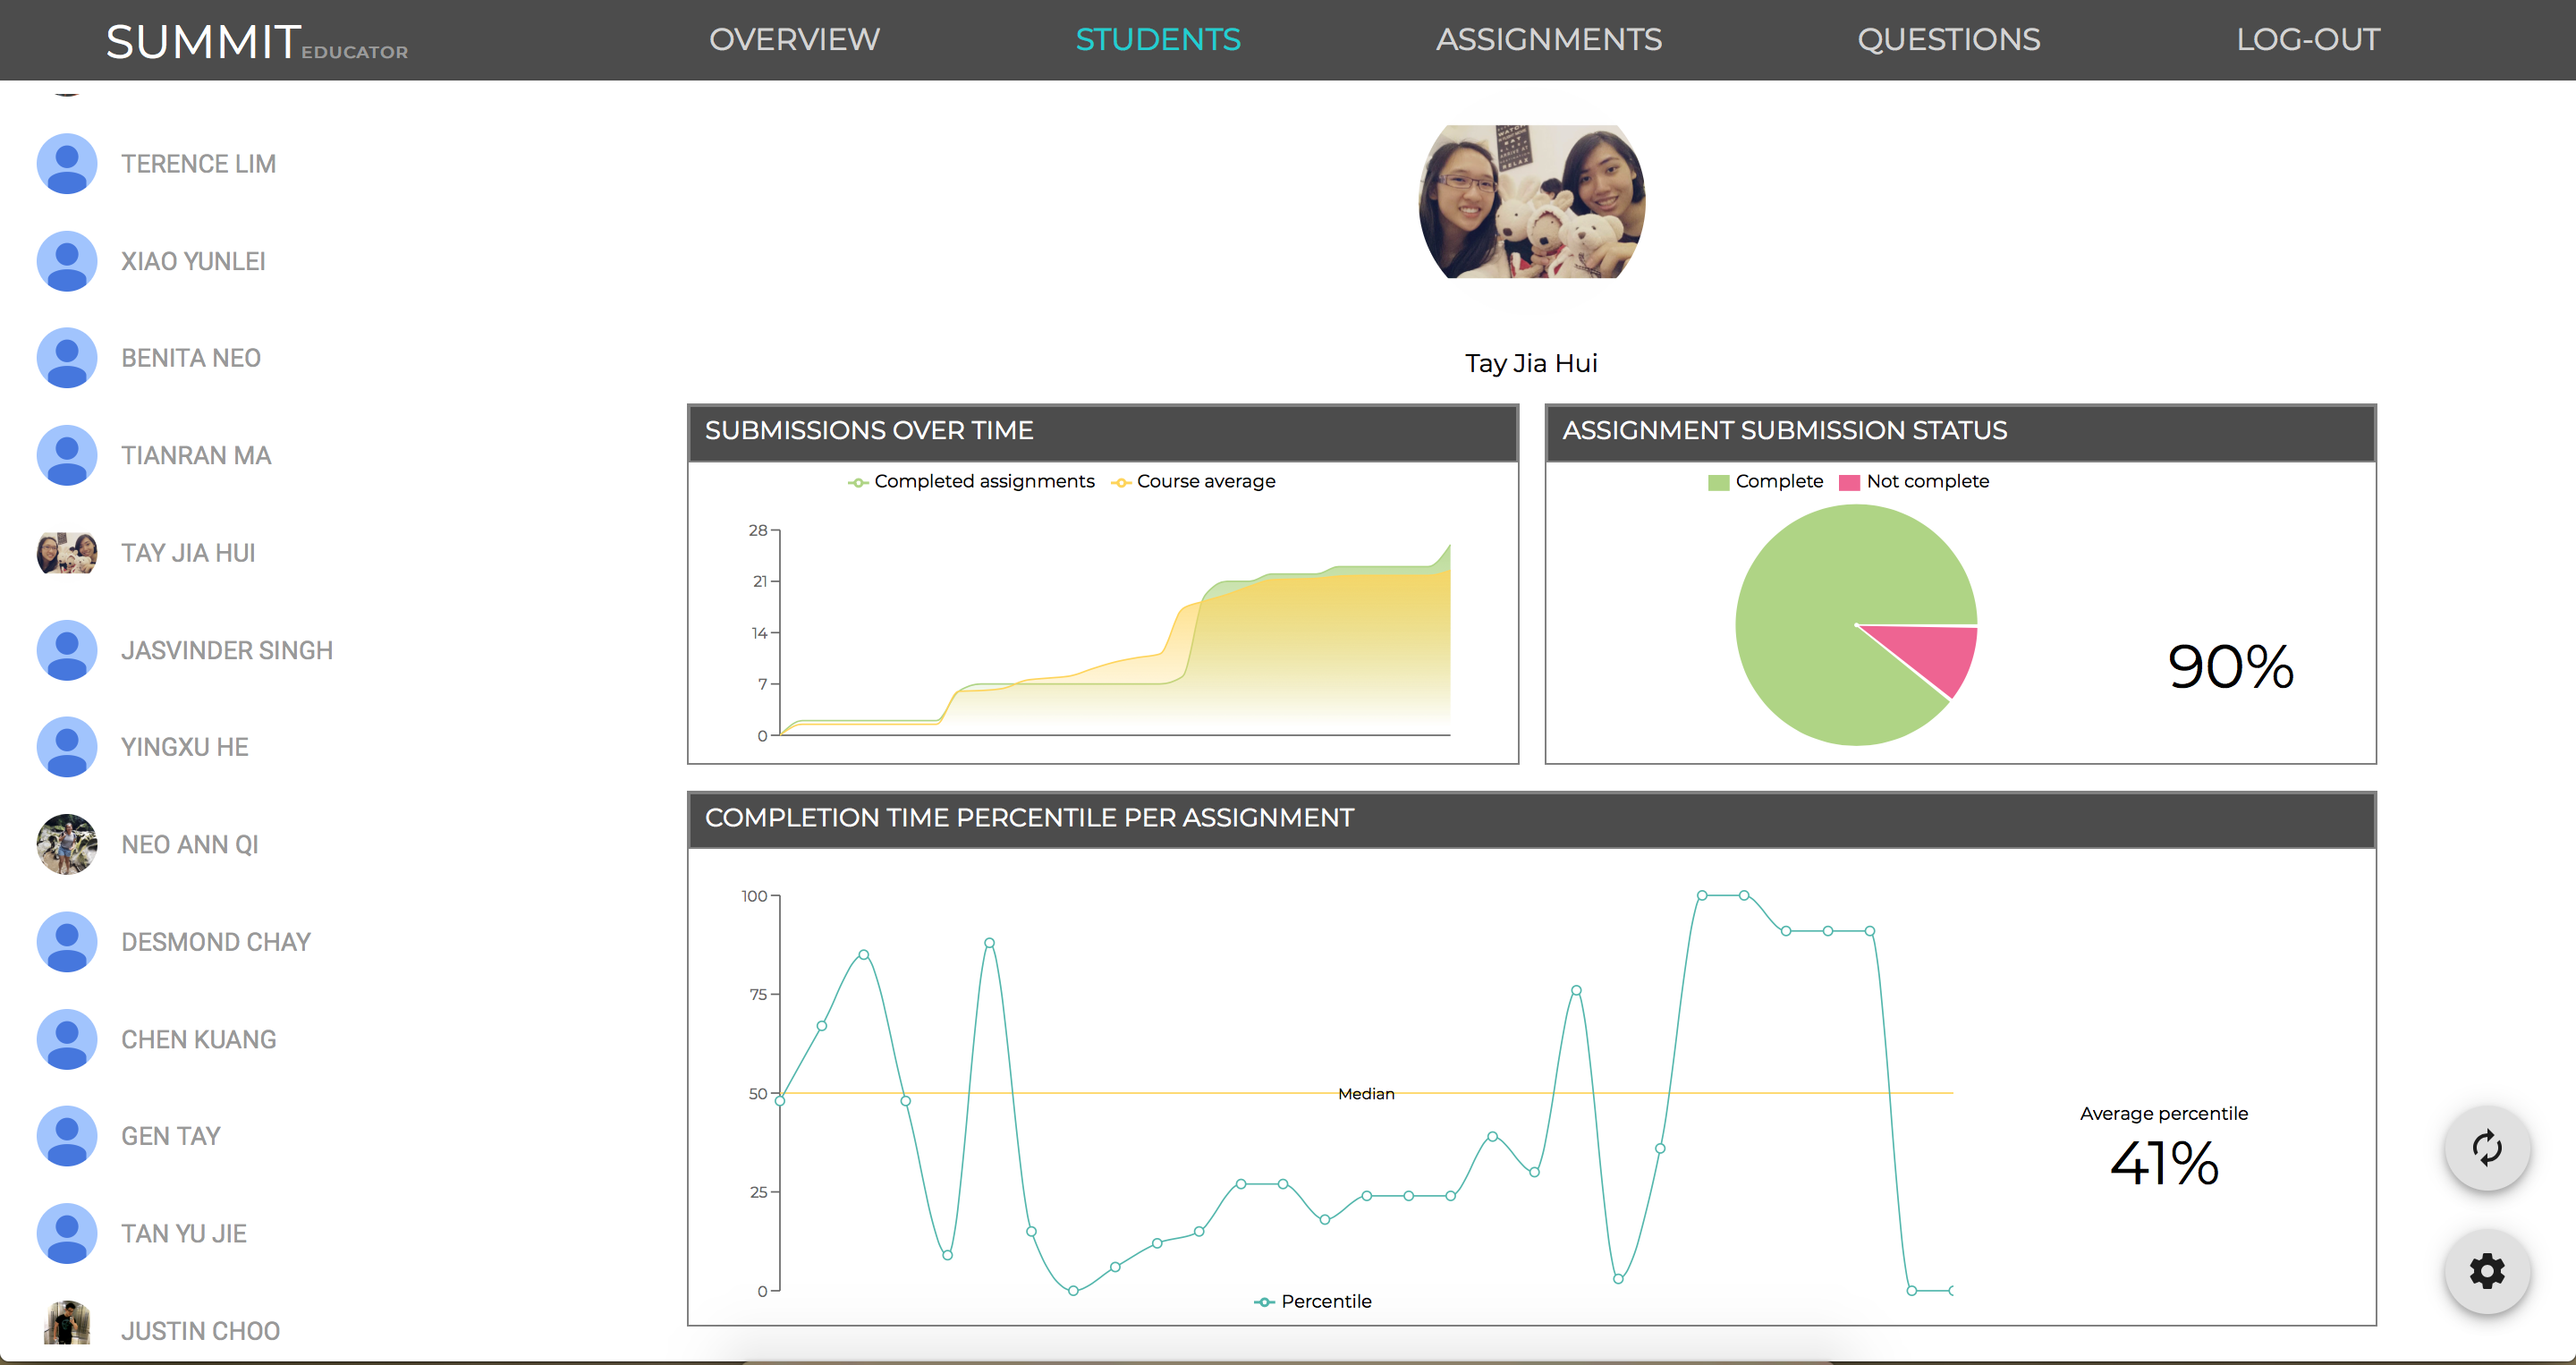 SUMMIT EDUCATOR
OVERVIEW
STUDENTS
ASSIGNMENTS
QUESTIONS
LOG-OUT
TERENCE LIM
XIAO YUNLEI
BENITA NEO
TIANRAN MA
TAY JIA HUI
JASVINDER SINGH
YINGXU HE
NEO ANN QI
DESMOND CHAY
CHEN KUANG
GEN TAY
TAN YU JIE
JUSTIN CHOO
RELAX
Tay Jia Hui
SUBMISSIONS OVER TIME
Completed assignments
Course average
28
21
14
7
0
ASSIGNMENT SUBMISSION STATUS
Complete
Not complete
90%
COMPLETION TIME PERCENTILE PER ASSIGNMENT
100
75
50
25
0
Median
Percentile
Average percentile
41%